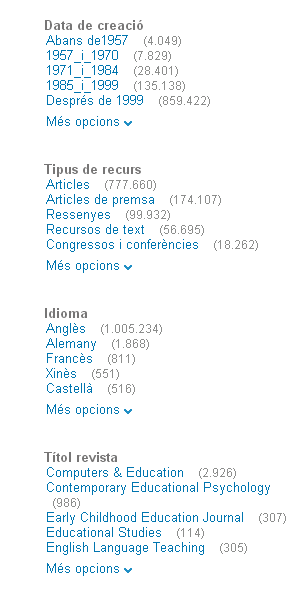 Data de creació
Abans de1957 (4.049)
1957_i_1970 (7.829)
1971_i_1984 (28.401)
1985_i_1999 (135.138)
Després de 1999 (859.422)
Més opcions
Tipus de recurs
Articles (777.660)
Articles de premsa (174.107)
Ressenyes (99.932)
Recursos de text (56.695)
Congressos i conferències (18.262)
Més opcions
Idioma
Anglès (1.005.234)
Alemany (1.868)
Francès (811)
Xinès (551)
Castellà (516)
Més opcions
Títol revista
Computers & Education (2.926)
Contemporary Educational Psychology
(986)
Early Childhood Education Journal (307)
Educational Studies (114)
English Language Teaching (305)
Més opcions